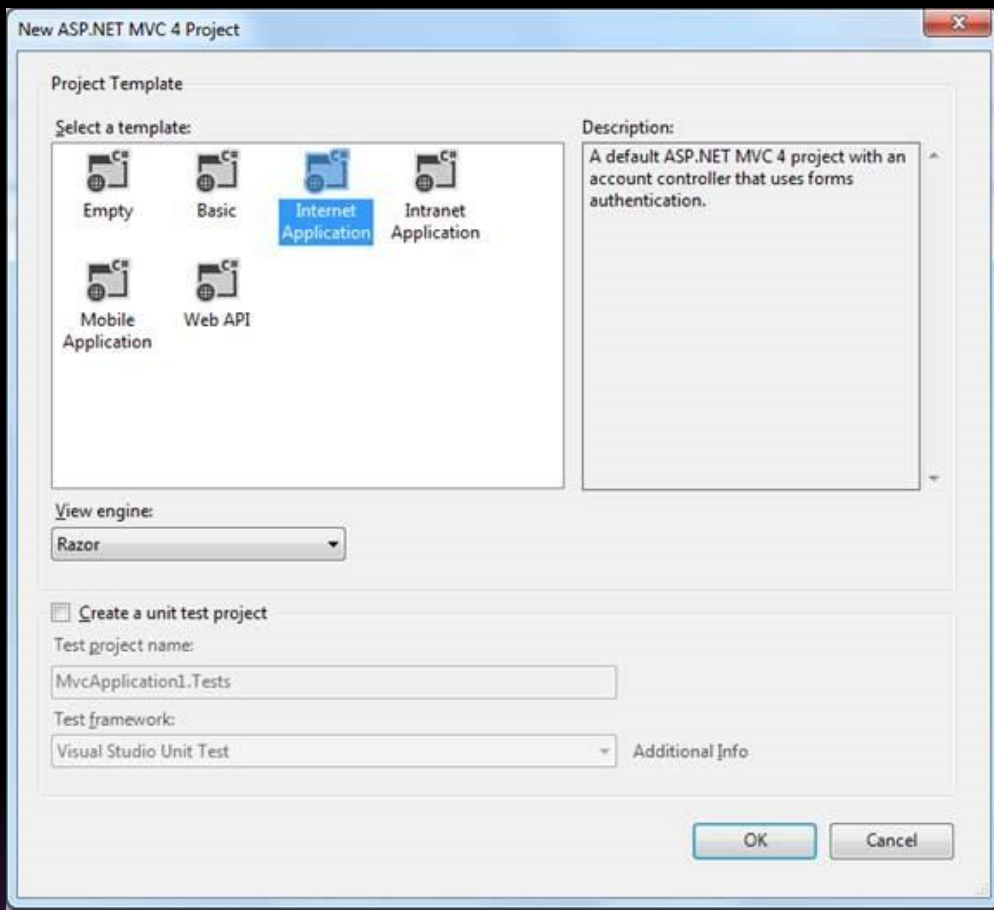 New ASP.NET MVC 4 Project
Project Template
Select a template:
C# C# C# C#
Empty Basic Internet Application Intranet Application
C# C#
Mobile Application Web API
Description:
A default ASP.NET MVC 4 project with an
account controller that uses forms
authentication.
View engine:
Razor
Create a unit test project
Test project name:
MvcApplication1.Tests
Test framework:
Visual Studio Unit Test
Additional Info
OK
Cancel